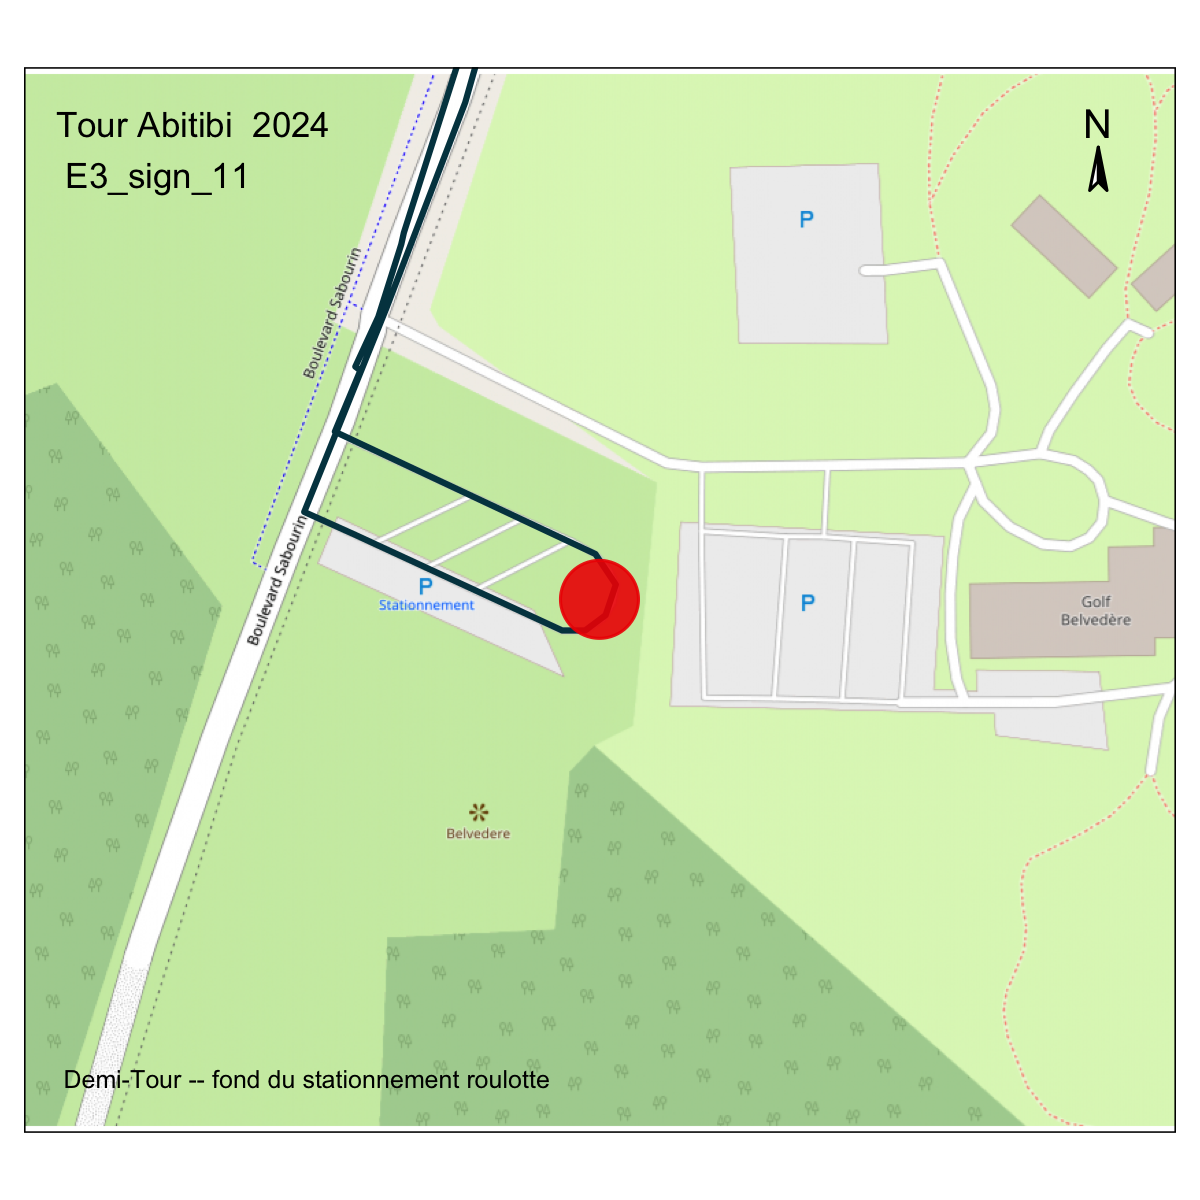 Tour Abitibi  2024
E3_sign_11
N
P
Boulevard Sabourin
Boulevard Sabourin
P
Stationnement
P
Golf
Belvedère
Belvedere
Demi-Tour -- fond du stationnement roulotte